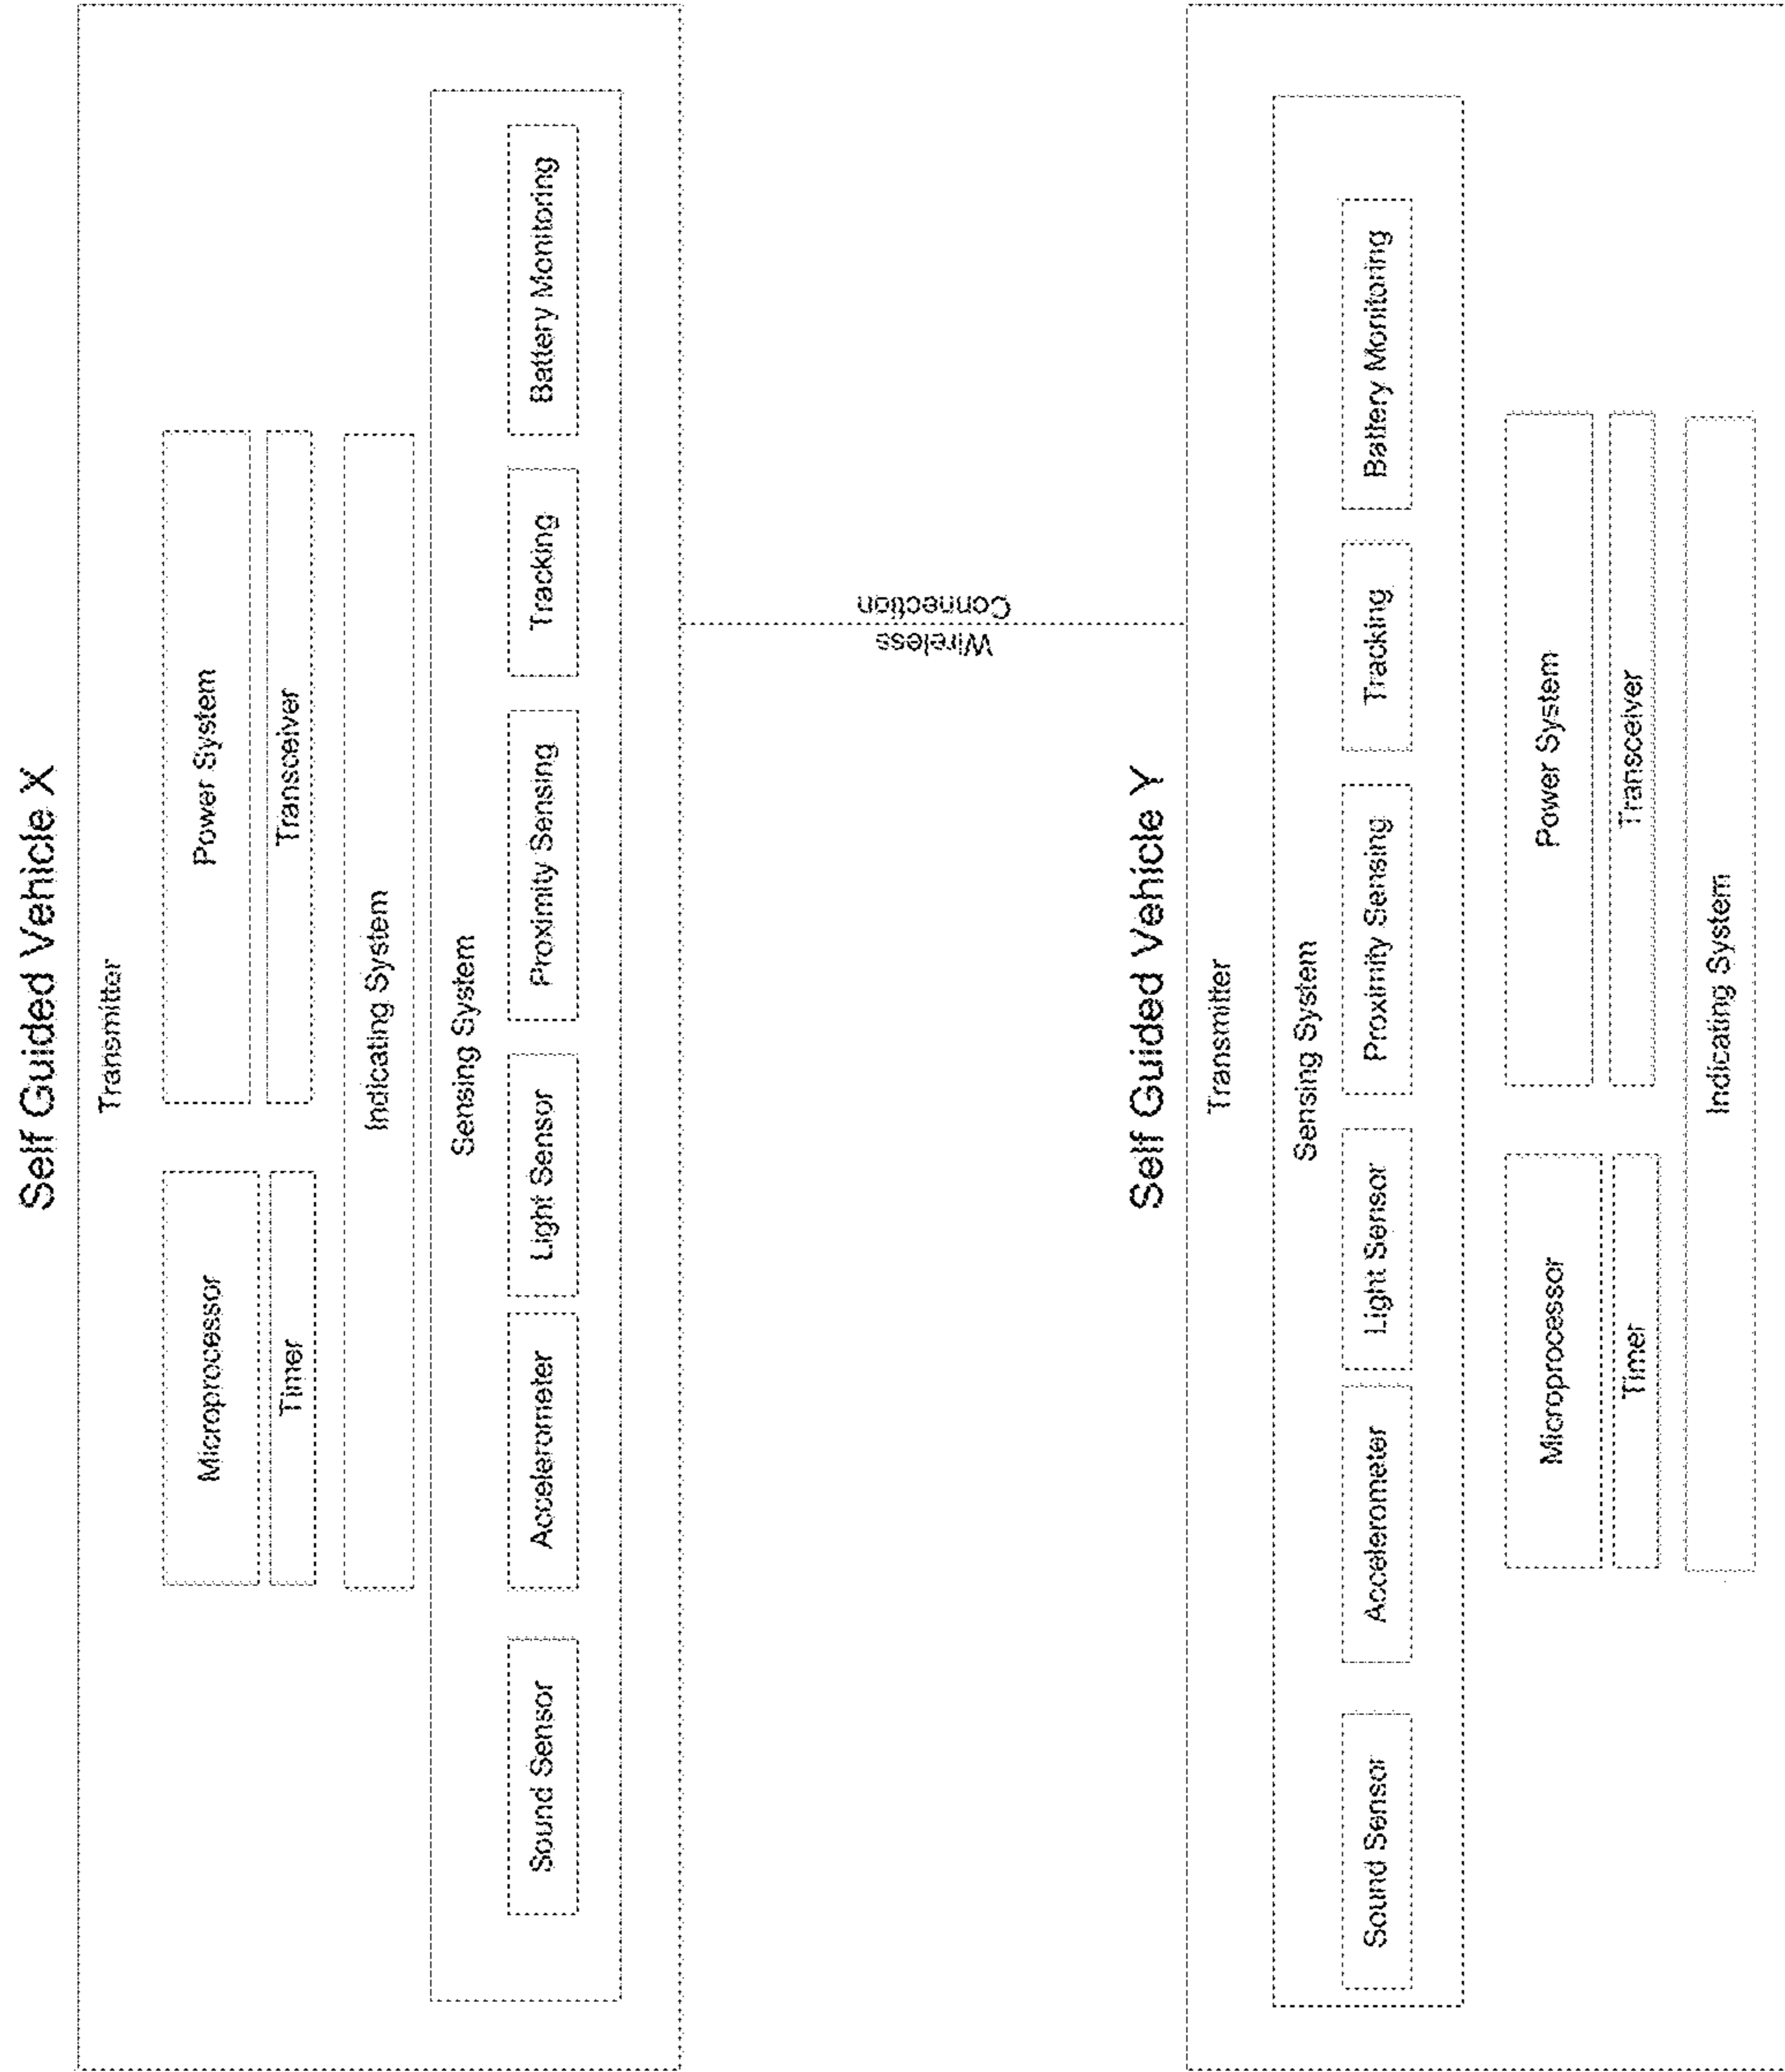 Self Guided Vehicle X
Transmitter
Microprocessor
Power System
Timer
Transceiver
Indicating System
Sensing System
Sound Sensor
Accelerometer
Light Sensor
Proximity Sensing
Tracking
Battery Monitoring
Wireless
Connection
Self Guided Vehicle Y
Transmitter
Sensing System
Sound Sensor
Accelerometer
Light Sensor
Proximity Sensing
Tracking
Battery Monitoring
Microprocessor
Power System
Timer
Transceiver
Indicating System